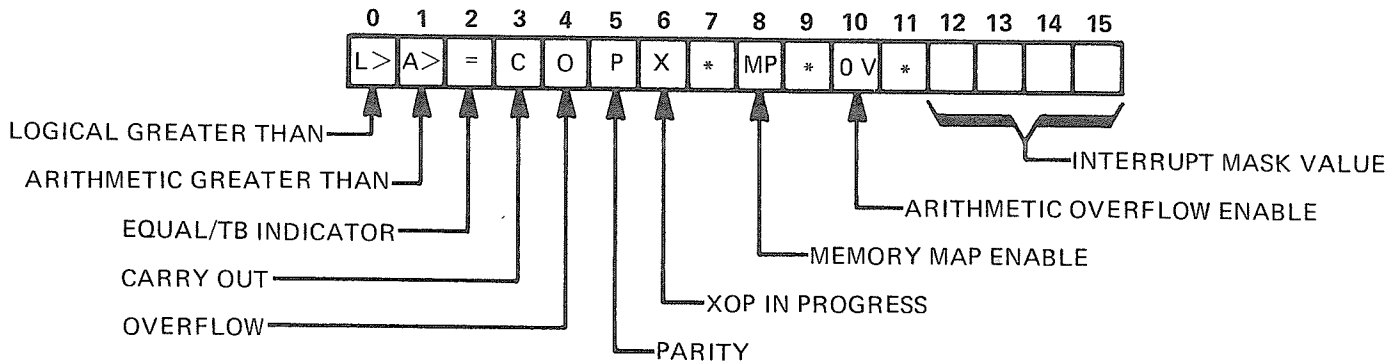 0 1 2 3 4 5 6 7 8 9 10 11 12 13 14 15
L> A> = C O P X * MP * 0 V *
LOGICAL GREATER THAN
INTERRUPT MASK VALUE
ARITHMETIC GREATER THAN
ARITHMETIC OVERFLOW ENABLE
EQUAL/TB INDICATOR
MEMORY MAP ENABLE
CARRY OUT
XOP IN PROGRESS
OVERFLOW
PARITY